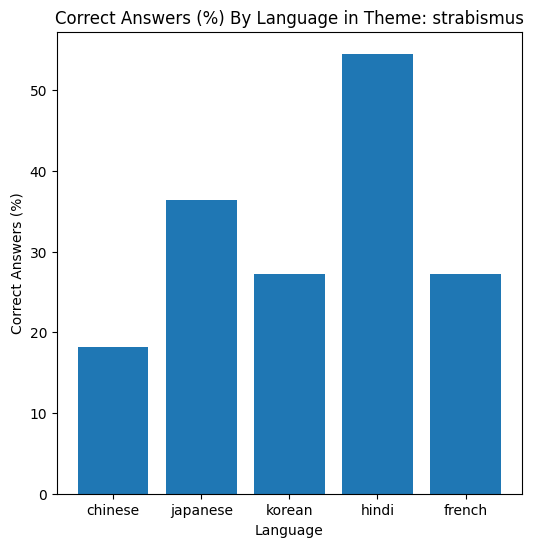 Correct Answers (%) By Language in Theme: strabismus
Correct Answers (%)
50
40
30
20
10
0
chinese japanese korean hindi french
Language